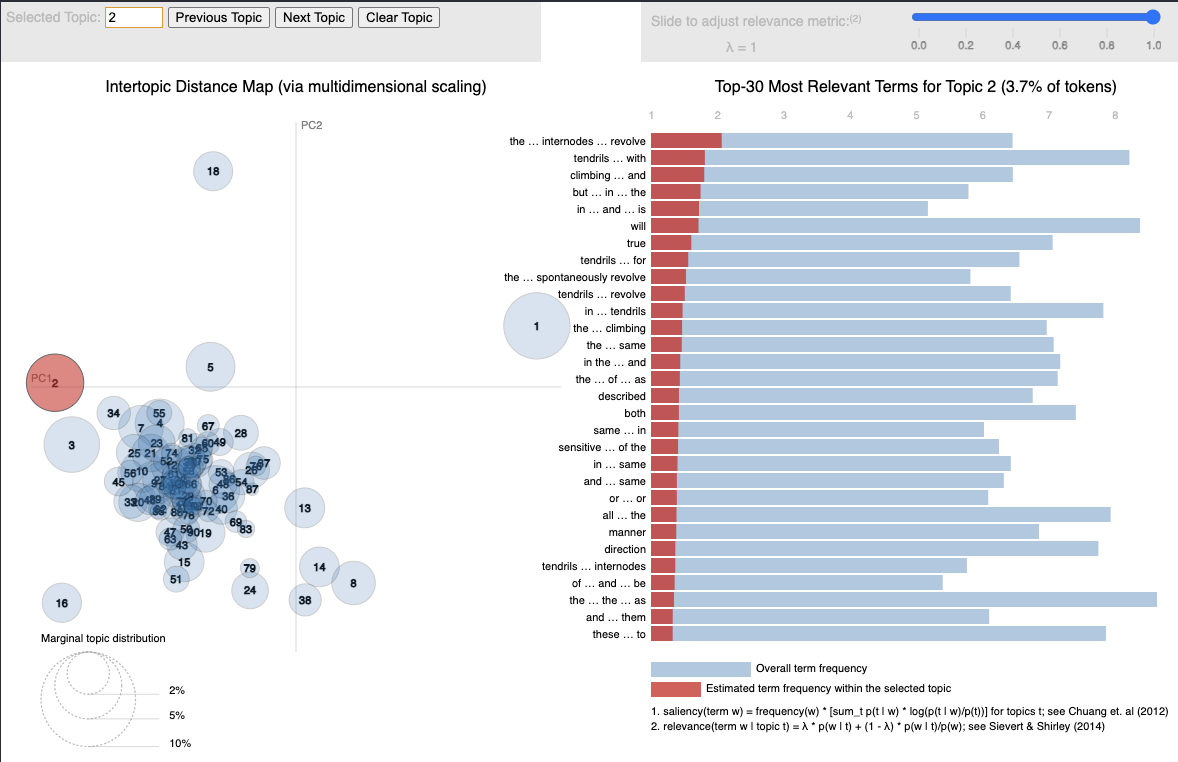 Selected Topic: 2 Previous Topic Next Topic Clear Topic
Slide to adjust relevance metric:(2)
λ = 1
0.0 0.2 0.4 0.6 0.8 1.0
Intertopic Distance Map (via multidimensional scaling)
PC2
PC1
18
1
5
2
34
55
7
4
67
28
3
81
23
60
49
25
21
74
75
56
10
53
54
45
87
36
70
72
40
13
69
83
47
50
19
63
43
15
79
14
8
51
24
38
16
Marginal topic distribution
2%
5%
10%
Top-30 Most Relevant Terms for Topic 2 (3.7% of tokens)
1 2 3 4 5 6 7 8
the ... internodes ... revolve
tendrils ... with
climbing ... and
but ... in ... the
in ... and ... is
will
true
tendrils ... for
the ... spontaneously revolve
tendrils ... revolve
in ... tendrils
the ... climbing
the ... same
in the ... and
the ... of ... as
described
both
same ... in
sensitive ... of the
in ... same
and ... same
or ... or
all ... the
manner
direction
tendrils ... internodes
of ... and ... be
the ... the ... as
and ... them
these ... to
Overall term frequency
Estimated term frequency within the selected topic
1. saliency(term w) = frequency(w) * [sum_t p(t | w) * log(p(t | w)/p(t))] for topics t; see Chuang et. al (2012)
2. relevance(term w | topic t) = λ * p(w | t) + (1 - λ) * p(w | t)/p(w); see Sievert & Shirley (2014)